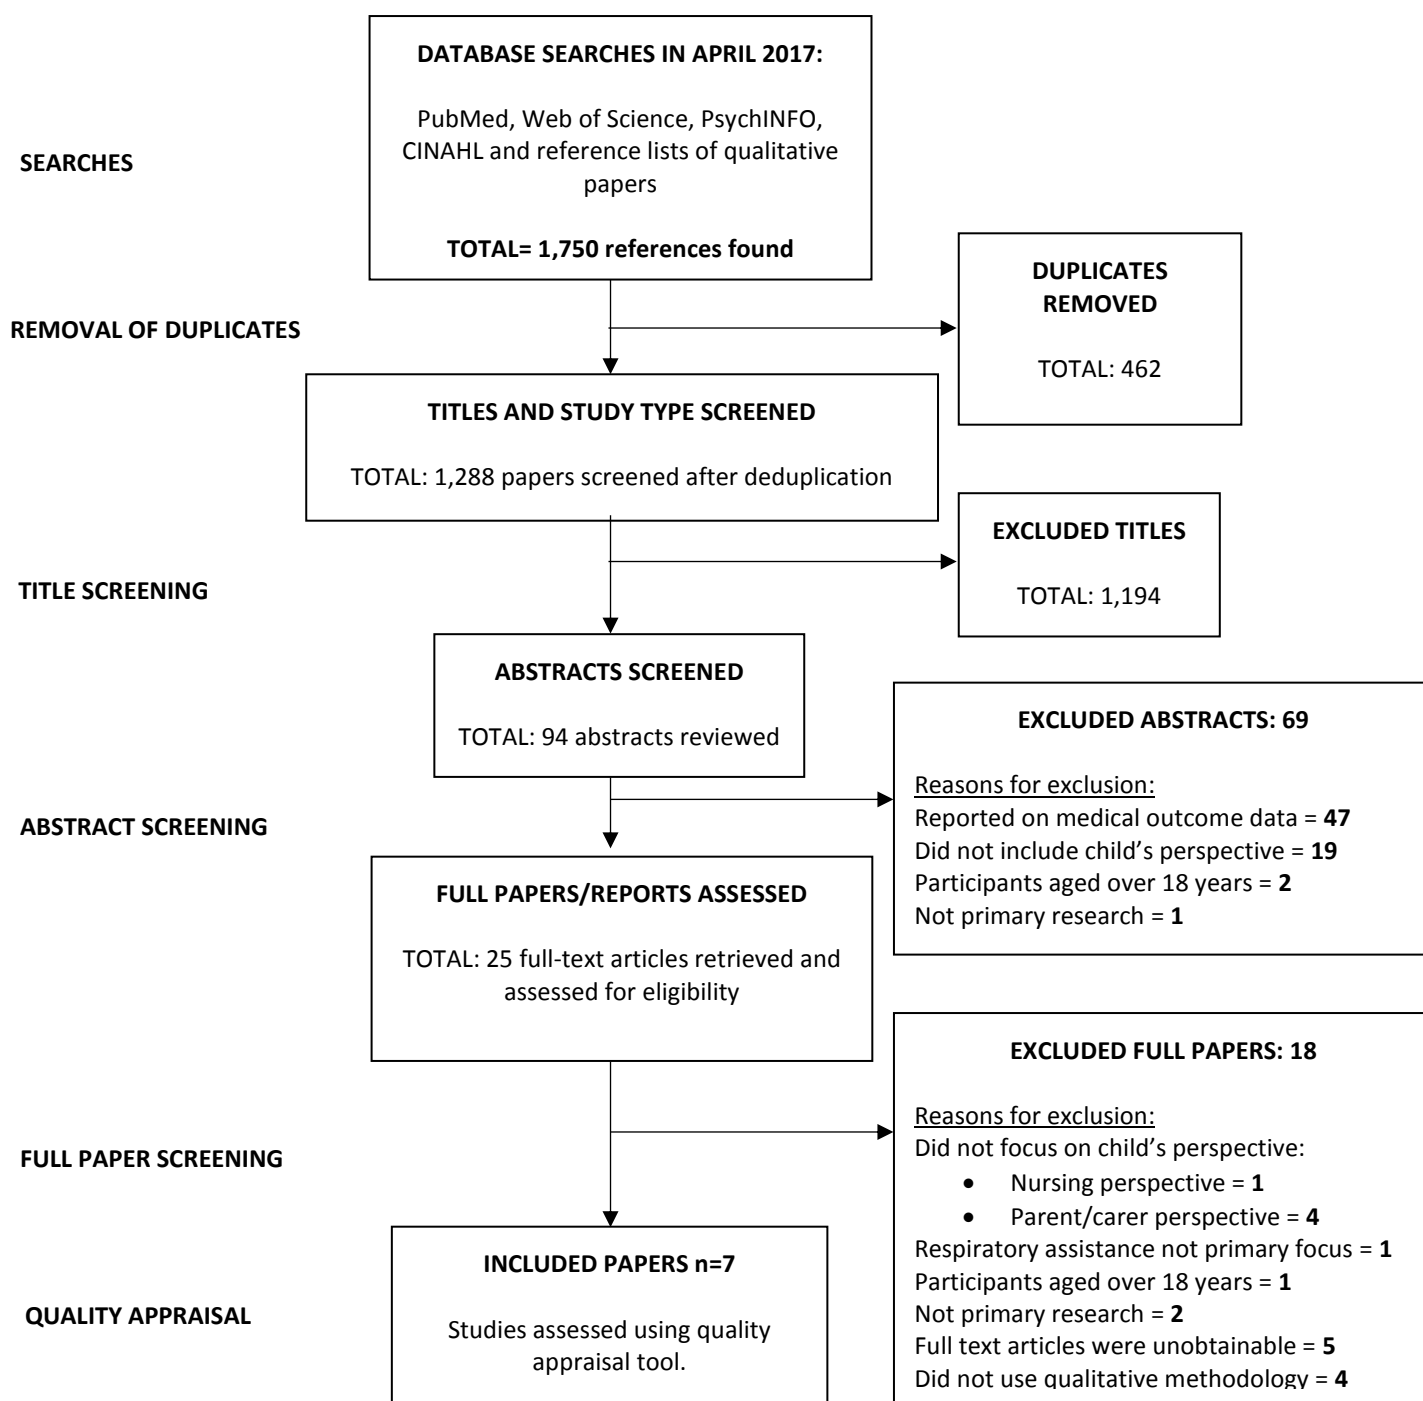 DATABASE SEARCHES IN APRIL 2017:
PubMed, Web of Science, PsychINFO,
CINAHL and reference lists of qualitative
papers
TOTAL= 1,750 references found
SEARCHES
DUPLICATES
REMOVED
TOTAL: 462
REMOVAL OF DUPLICATES
TITLES AND STUDY TYPE SCREENED
TOTAL: 1,288 papers screened after deduplication
EXCLUDED TITLES
TOTAL: 1,194
TITLE SCREENING
ABSTRACTS SCREENED
TOTAL: 94 abstracts reviewed
EXCLUDED ABSTRACTS: 69
Reasons for exclusion:
Reported on medical outcome data = 47
Did not include child’s perspective = 19
Participants aged over 18 years = 2
Not primary research = 1
ABSTRACT SCREENING
FULL PAPERS/REPORTS ASSESSED
TOTAL: 25 full-text articles retrieved and
assessed for eligibility
EXCLUDED FULL PAPERS: 18
Reasons for exclusion:
Did not focus on child’s perspective:
• Nursing perspective = 1
• Parent/carer perspective = 4
Respiratory assistance not primary focus = 1
Participants aged over 18 years = 1
Not primary research = 2
Full text articles were unobtainable = 5
Did not use qualitative methodology = 4
FULL PAPER SCREENING
INCLUDED PAPERS n=7
Studies assessed using quality
appraisal tool.
QUALITY APPRAISAL